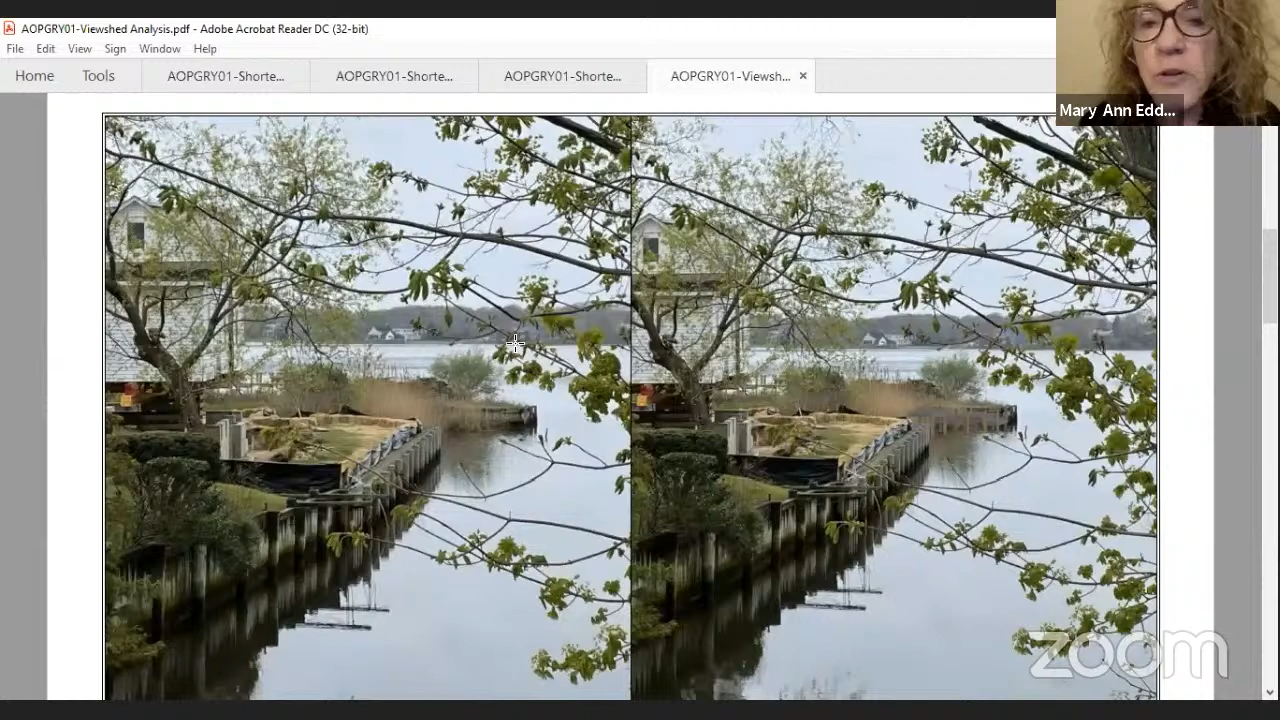 AOPGRY01-Viewshed Analysis.pdf - Adobe Acrobat Reader DC (32-bit)
File Edit View Sign Window Help
Home Tools AOPGRY01-Shorte... AOPGRY01-Shorte... AOPGRY01-Shorte... AOPGRY01-Viewsh... ×
Mary Ann Edd...
zoom